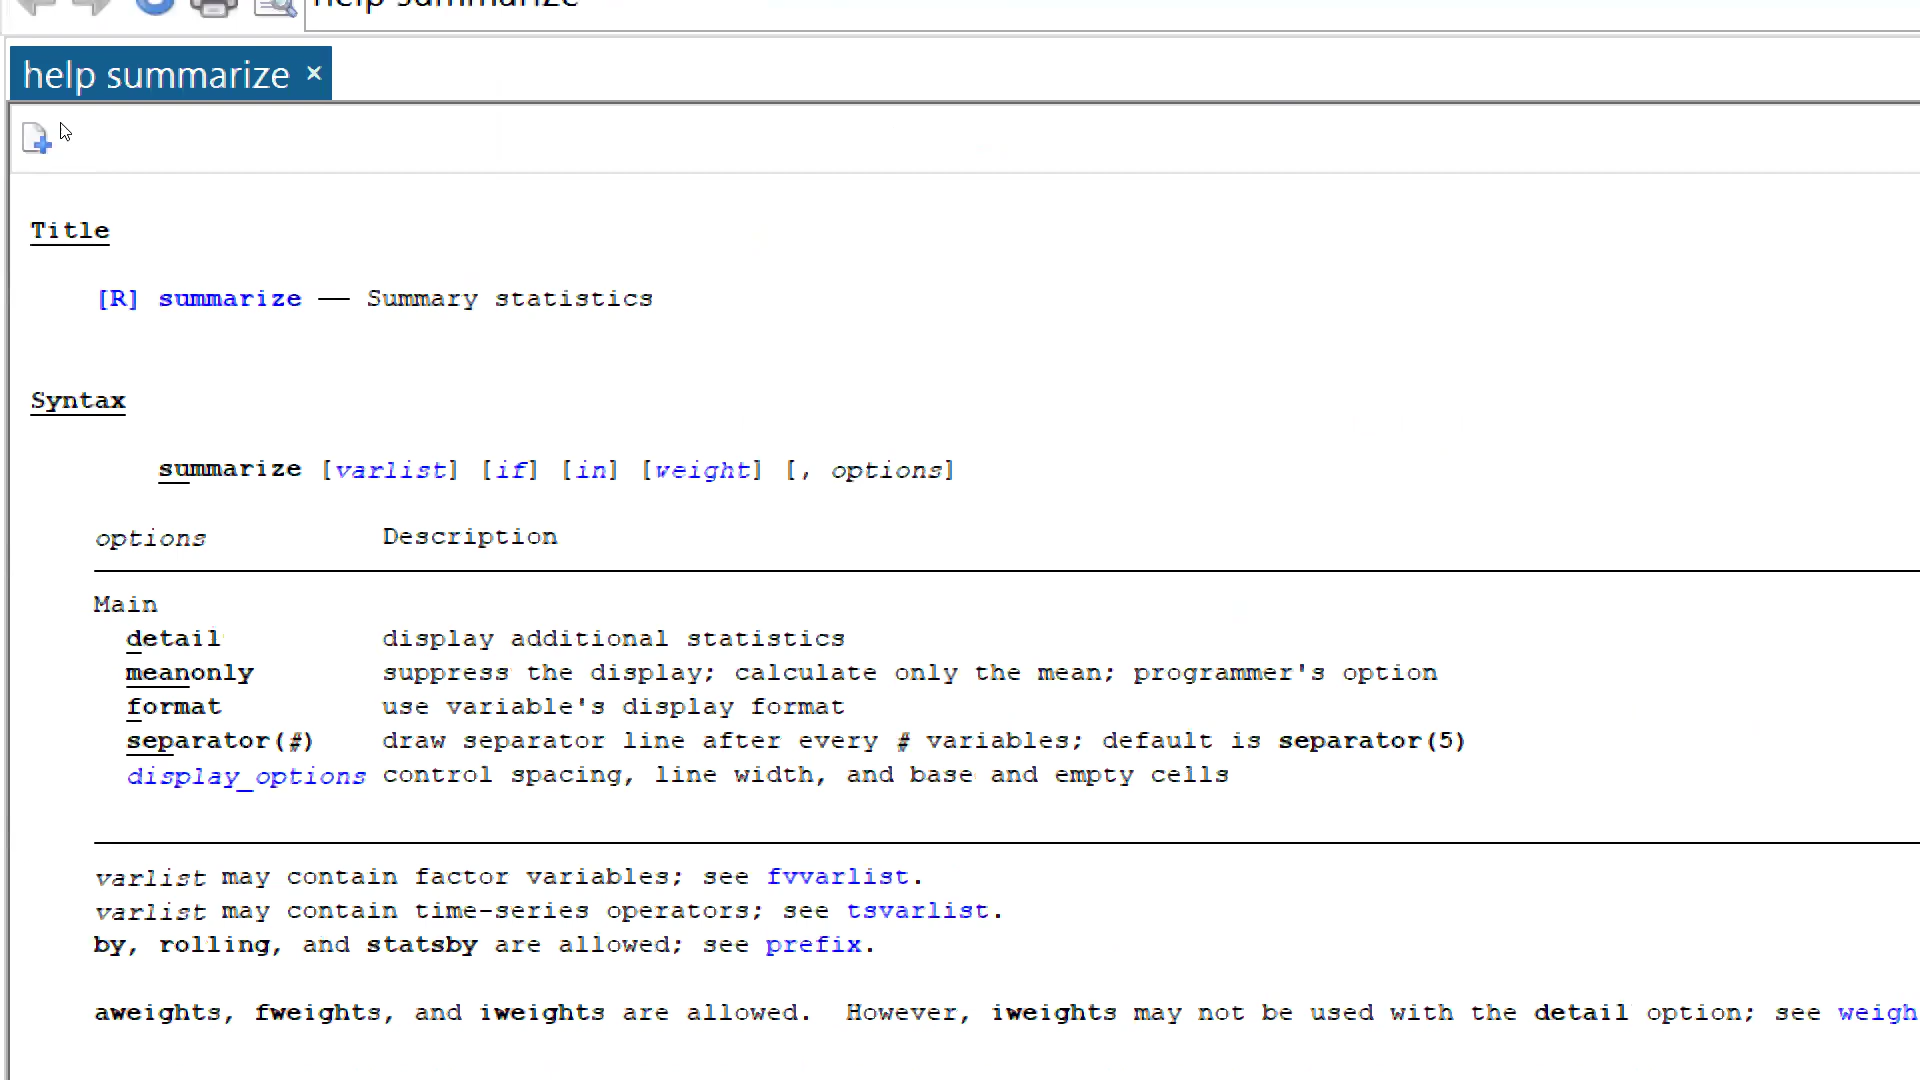 help summarize
help summarize ×
Title
[R] summarize — Summary statistics
Syntax
summarize [varlist] [if] [in] [weight] [, options]
options Description
Main
detail display additional statistics
meanonly suppress the display; calculate only the mean; programmer's option
format use variable's display format
separator(#) draw separator line after every # variables; default is separator(5)
display_options control spacing, line width, and base and empty cells
varlist may contain factor variables; see fvvarlist.
varlist may contain time-series operators; see tsvarlist.
by, rolling, and statsby are allowed; see prefix.
aweights, fweights, and iweights are allowed. However, iweights may not be used with the detail option; see weigh